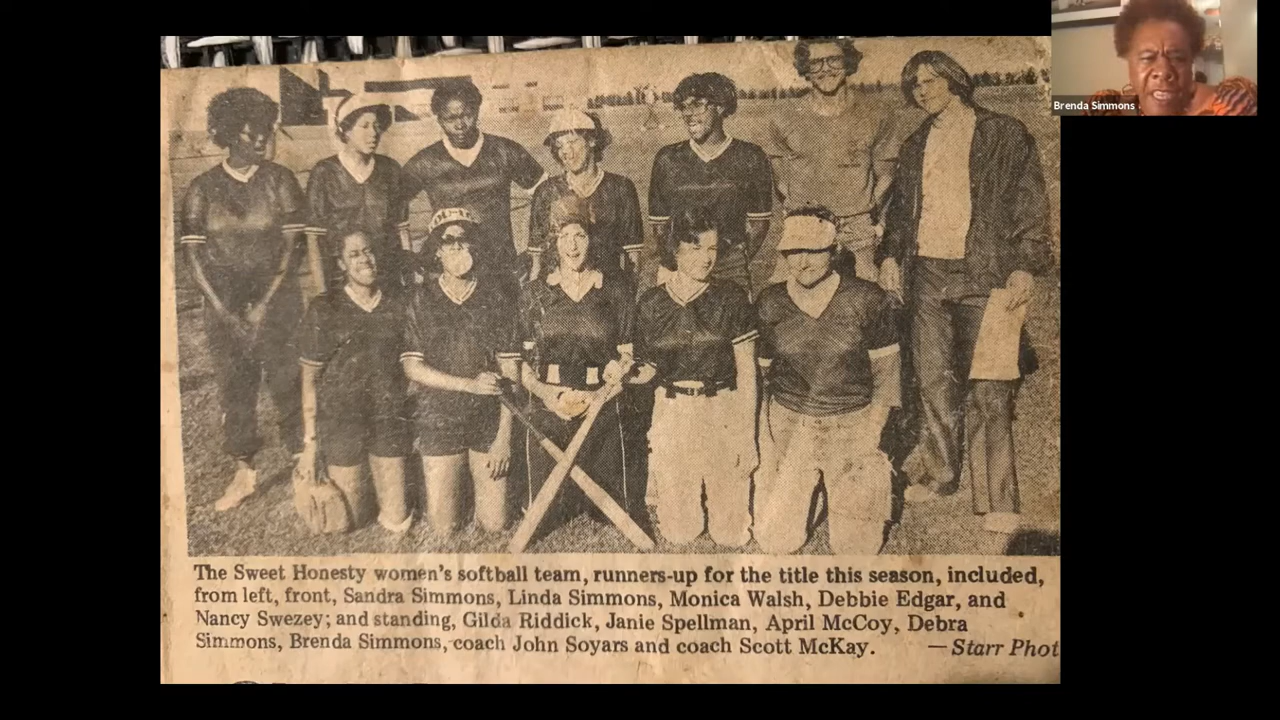 Brenda Simmons
The Sweet Honesty women's softball team, runners-up for the title this season, included,
from left, front, Sandra Simmons, Linda Simmons, Monica Walsh, Debbie Edgar, and
Nancy Swezey; and standing, Gilda Riddick, Janie Spellman, April McCoy, Debra
Simmons, Brenda Simmons, coach John Soyars and coach Scott McKay. — Starr Phot